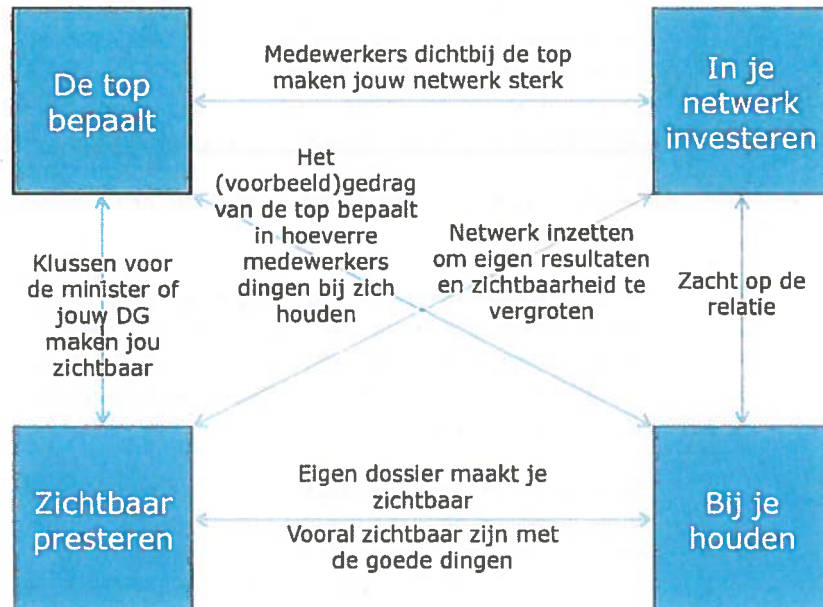 De top
bepaalt
Medewerkers dichtbij de top
maken jouw netwerk sterk
In je
netwerk
investeren
Het
(voorbeeld)gedrag
van de top bepaalt
in hoeverre
medewerkers
dingen bij zich
houden
Klussen voor
de minister of
jouw DG
maken jou
zichtbaar
Netwerk inzetten
om eigen resultaten
en zichtbaarheid te
vergroten
Zacht op de
relatie
Zichtbaar
presteren
Eigen dossier maakt je
zichtbaar
Vooral zichtbaar zijn met
de goede dingen
Bij je
houden